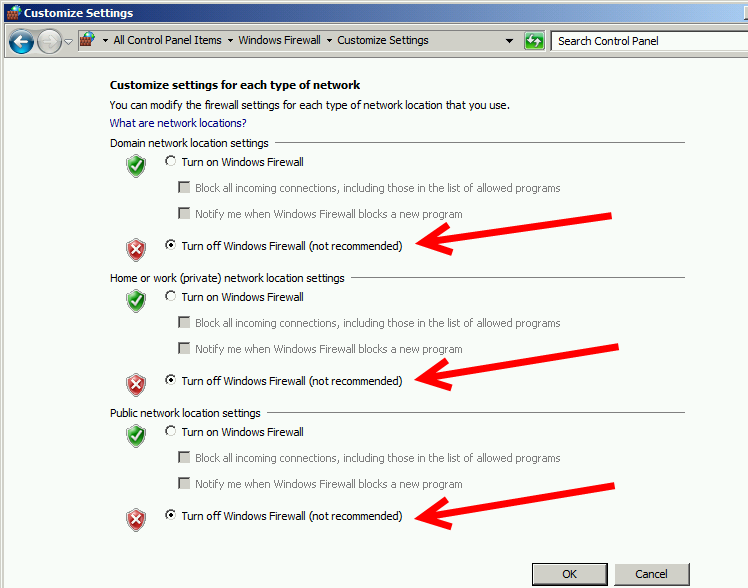 Customize Settings
All Control Panel Items Windows Firewall Customize Settings Search Control Panel
Customize settings for each type of network
You can modify the firewall settings for each type of network location that you use.
What are network locations?
Domain network location settings
Turn on Windows Firewall
Block all incoming connections, including those in the list of allowed programs
Notify me when Windows Firewall blocks a new program
Turn off Windows Firewall (not recommended)
Home or work (private) network location settings
Turn on Windows Firewall
Block all incoming connections, including those in the list of allowed programs
Notify me when Windows Firewall blocks a new program
Turn off Windows Firewall (not recommended)
Public network location settings
Turn on Windows Firewall
Block all incoming connections, including those in the list of allowed programs
Notify me when Windows Firewall blocks a new program
Turn off Windows Firewall (not recommended)
OK Cancel